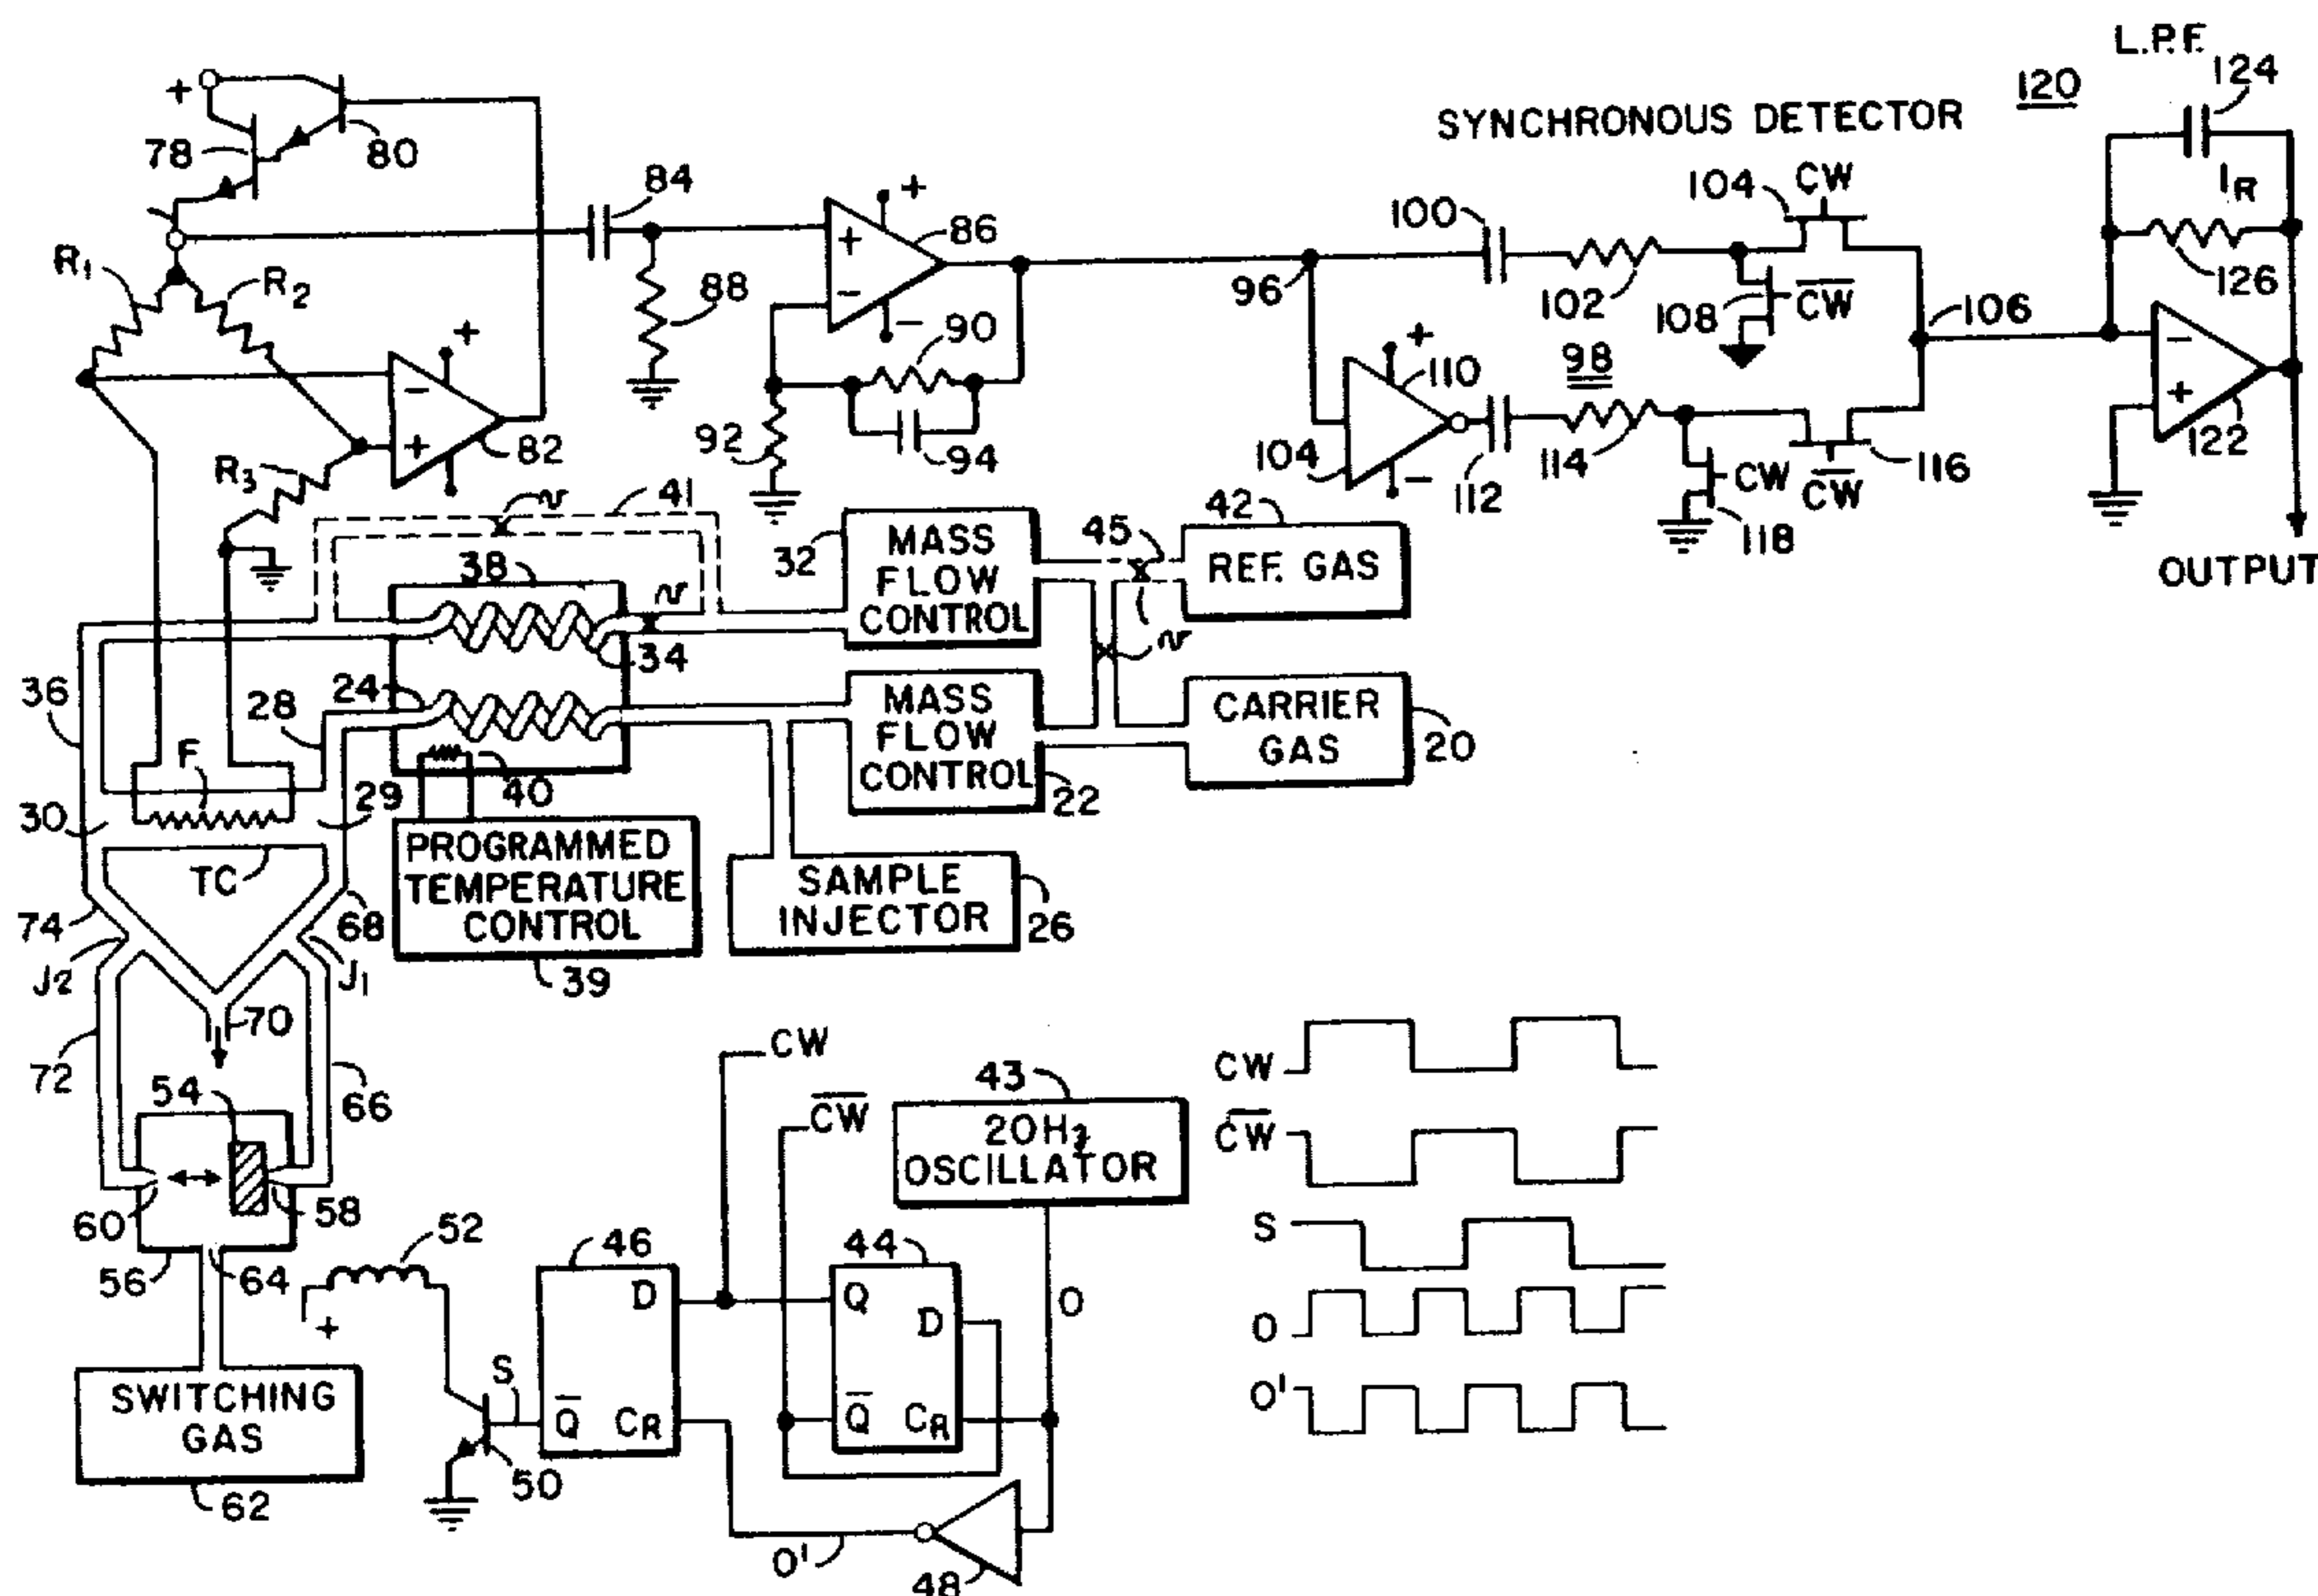 L.P.F.
124
120
SYNCHRONOUS DETECTOR
+
78
80
84
+
86
+
−
−
88
90
92
94
R1
R2
R3
+
−
+
82
96
100
102
104
CW
108
C̅W̅
106
1R
126
−
+
122
OUTPUT
98
+
110
104
−
112
114
CW
C̅W̅
116
118
v
41
38
v
34
24
28
36
32
MASS
FLOW
CONTROL
45
42
REF. GAS
v
MASS
FLOW
CONTROL
22
CARRIER
GAS
20
F
29
30
40
TC
PROGRAMMED
TEMPERATURE
CONTROL
39
SAMPLE
INJECTOR
26
74
68
J2
J1
70
72
66
54
60
58
56
64
SWITCHING
GAS
62
52
+
S
50
46
D
Q̅
CR
CW
C̅W̅
44
Q
D
Q̅
CR
43
20Hz
OSCILLATOR
O
O'
48
CW
C̅W̅
S
O
O'